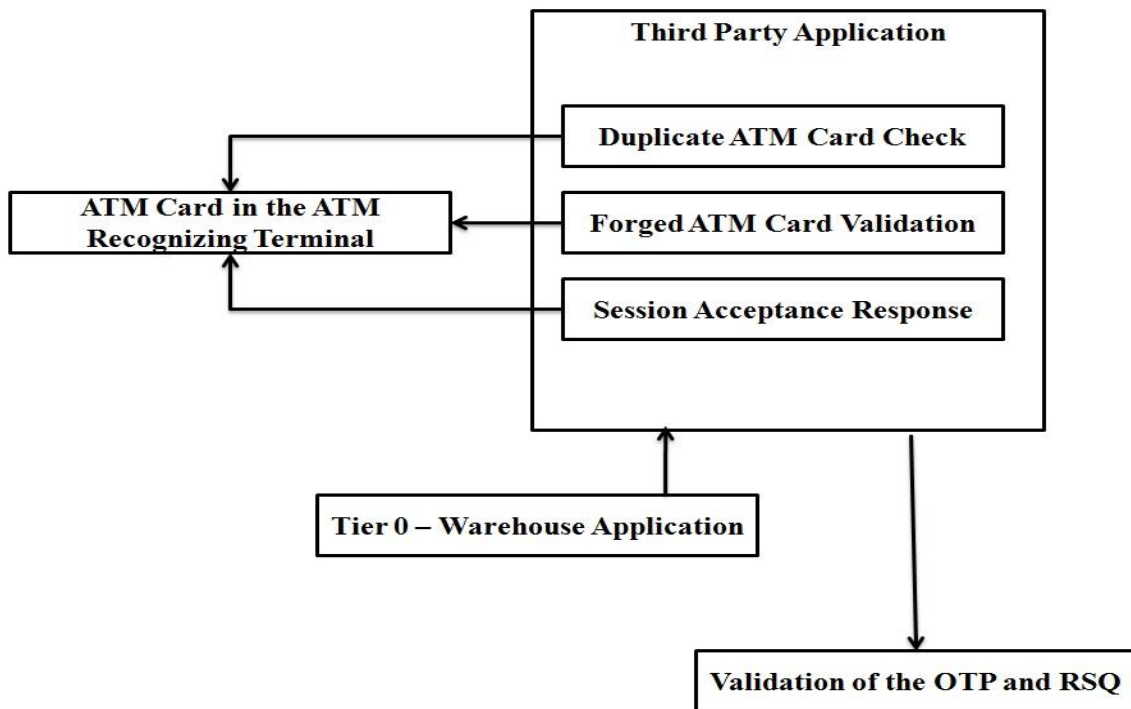 Third Party Application
Duplicate ATM Card Check
ATM Card in the ATM
Recognizing Terminal
Forged ATM Card Validation
Session Acceptance Response
Tier 0 – Warehouse Application
Validation of the OTP and RSQ